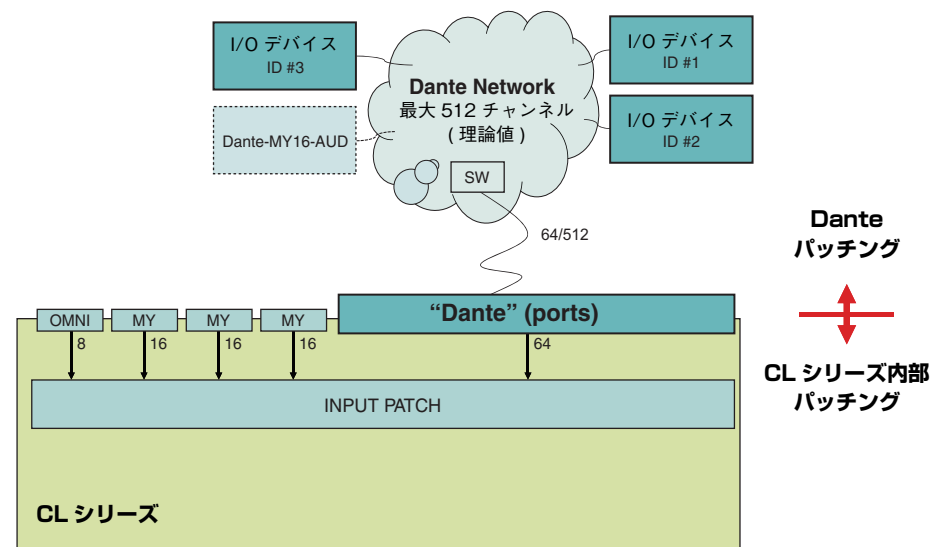 I/O デバイス
ID #3
I/O デバイス
ID #1
Dante Network
最大 512 チャンネル
( 理論値 )
Dante-MY16-AUD
I/O デバイス
ID #2
SW
64/512
Dante
パッチング
“Dante” (ports)
OMNI
MY
MY
MY
8
16
16
16
64
CL シリーズ内部
パッチング
INPUT PATCH
CL シリーズ